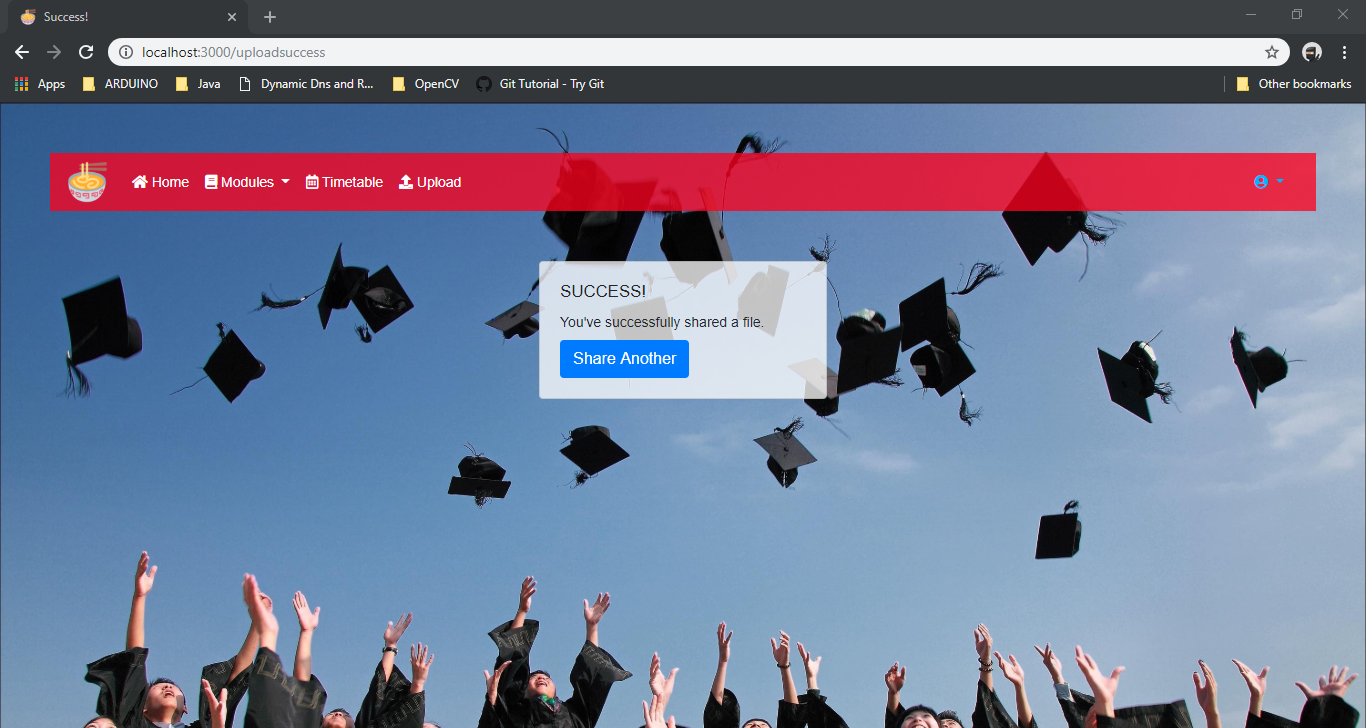 Success!
localhost:3000/uploadsuccess
Apps ARDUINO Java Dynamic Dns and R... OpenCV Git Tutorial - Try Git Other bookmarks
Home Modules Timetable Upload
SUCCESS!
You've successfully shared a file.
Share Another